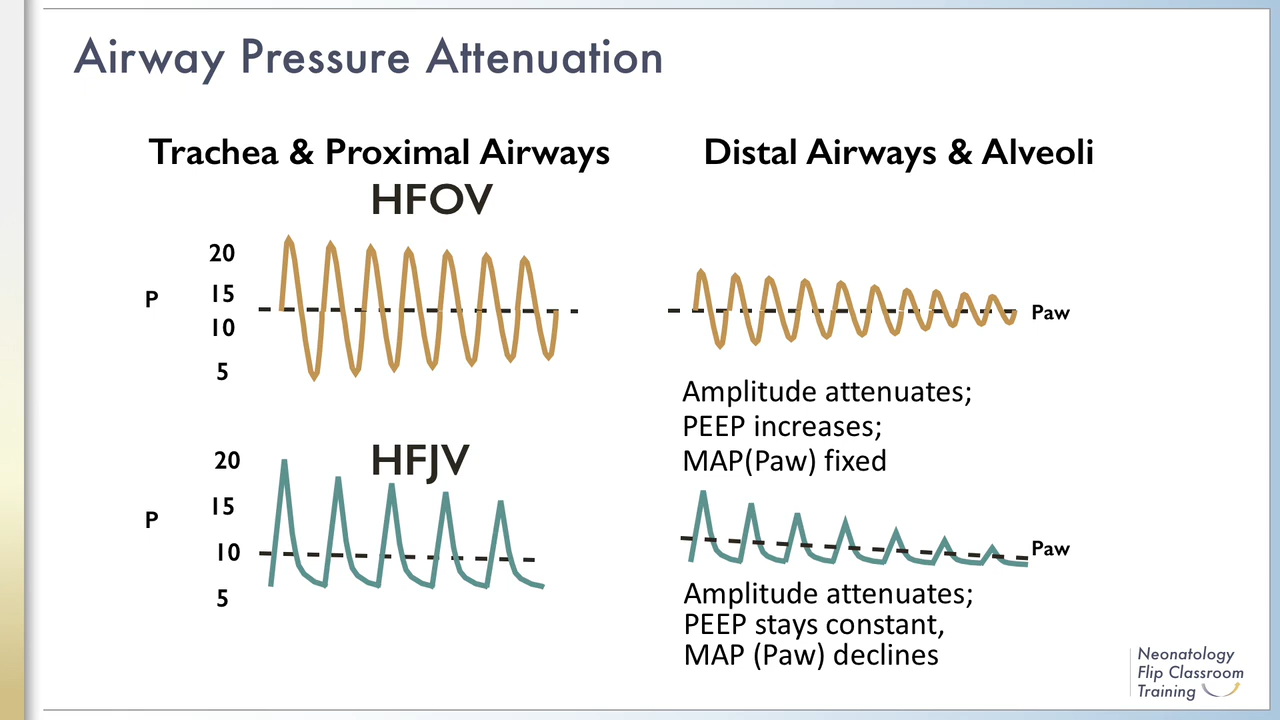 Airway Pressure Attenuation
Trachea & Proximal Airways
Distal Airways & Alveoli
HFOV
20
15
P
10
5
Paw
Amplitude attenuates;
PEEP increases;
MAP(Paw) fixed
HFJV
20
15
P
10
5
Paw
Amplitude attenuates;
PEEP stays constant,
MAP (Paw) declines
Neonatology
Flip Classroom
Training